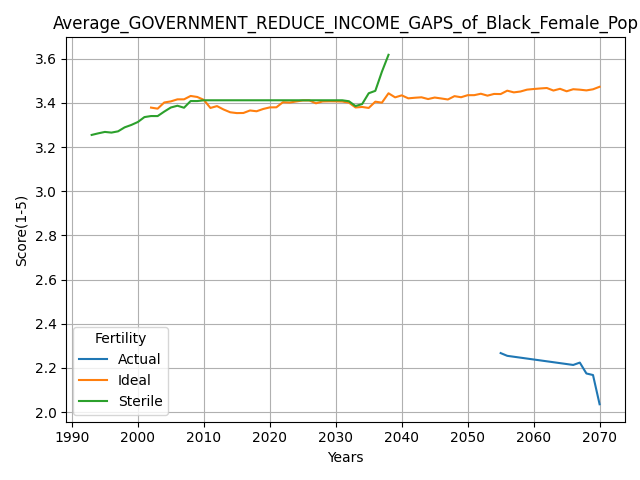 Average_GOVERNMENT_REDUCE_INCOME_GAPS_of_Black_Female_Pop
3.6
3.4
3.2
3.0
2.8
2.6
2.4
2.2
2.0
Score(1-5)
Fertility
Actual
Ideal
Sterile
1990 2000 2010 2020 2030 2040 2050 2060 2070
Years